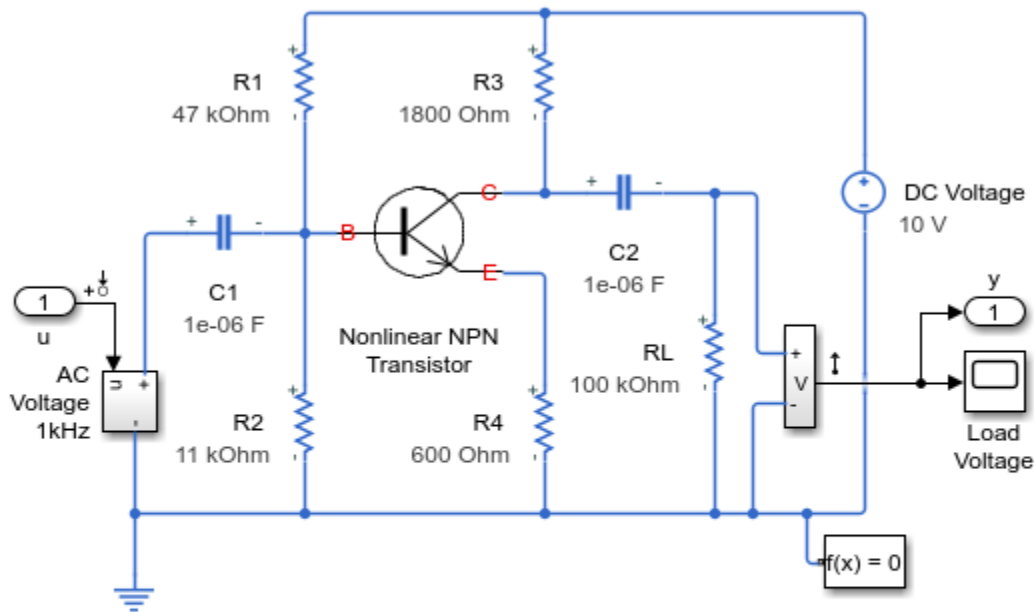 R1
47 kOhm
R3
1800 Ohm
+
-
+
-
+
-
DC Voltage
10 V
+
-
C1
1e-06 F
B
C
E
+
-
C2
1e-06 F
Nonlinear NPN
Transistor
1
u
+
AC
Voltage
1kHz
u
+
-
+
-
R2
11 kOhm
+
-
R4
600 Ohm
+
-
RL
100 kOhm
+
V
-
y
1
Load
Voltage
f(x) = 0